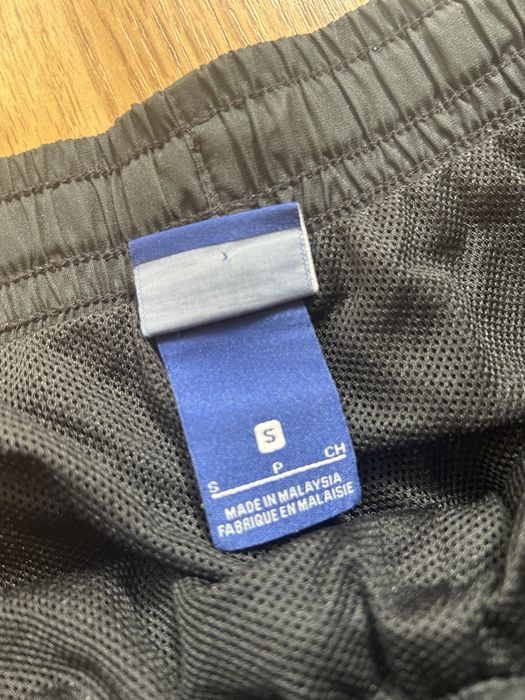 S
S P CH
MADE IN MALAYSIA
FABRIQUE EN MALAISIE